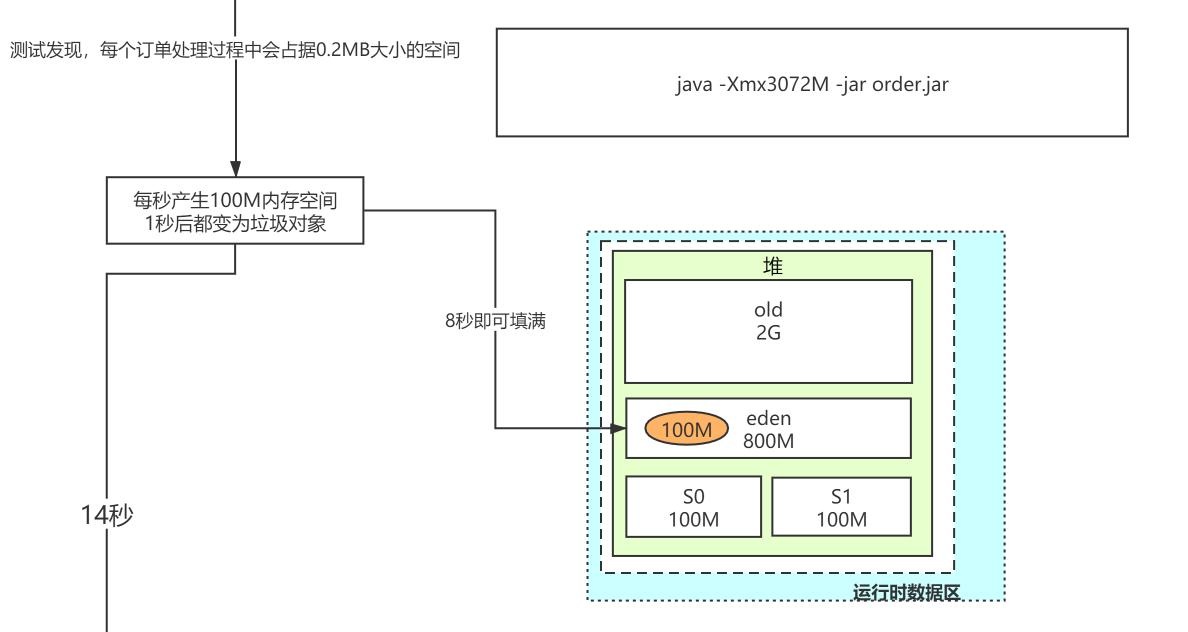 测试发现，每个订单处理过程中会占据0.2MB大小的空间
java -Xmx3072M -jar order.jar
每秒产生100M内存空间
1秒后都变为垃圾对象
8秒即可填满
14秒
堆
old
2G
100M
eden
800M
S0
100M
S1
100M
运行时数据区